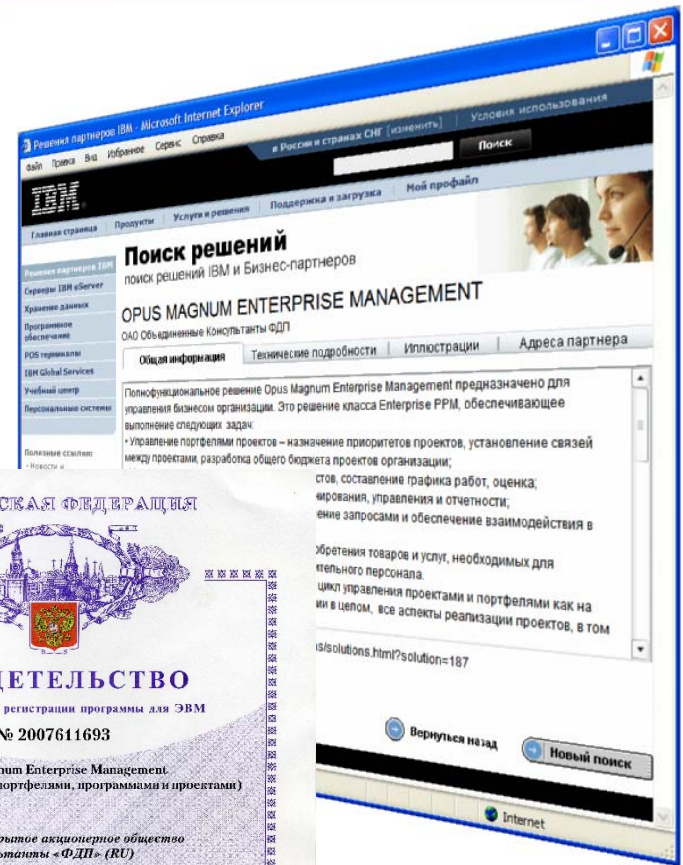 Решения партнеров IBM - Microsoft Internet Explorer
Файл Правка Вид Избранное Сервис Справка
в России и странах СНГ [изменить] | Условия использования
Поиск
IBM
Главная страница | Продукты | Услуги и решения | Поддержка и загрузка | Мой профайл
Решения партнеров IBM
Серверы IBM eServer
Хранение данных
Программное обеспечение
POS терминалы
IBM Global Services
Учебный центр
Персональные системы
Полезные ссылки:
• Новости и
Поиск решений
поиск решений IBM и Бизнес-партнеров
OPUS MAGNUM ENTERPRISE MANAGEMENT
ОАО Объединенные Консультанты ФДП
Общая информация | Технические подробности | Иллюстрации | Адреса партнера
Полнофункциональное решение Opus Magnum Enterprise Management предназначено для
управления бизнесом организации. Это решение класса Enterprise PPM, обеспечивающее
выполнение следующих задач:
• Управление портфелями проектов – назначение приоритетов проектов, установление связей
между проектами, разработка общего бюджета проектов организации;
стов, составление графика работ, оценка;
нирования, управления и отчетности;
ение запросами и обеспечение взаимодействия в
обретения товаров и услуг, необходимых для
ительного персонала.
цикл управления проектами и портфелями как на
ии в целом, все аспекты реализации проектов, в том
s/solutions.html?solution=187
Вернуться назад
Новый поиск
Internet
СКАЯ ФЕДЕРАЦИЯ
ДЕТЕЛЬСТВО
регистрации программы для ЭВМ
№ 2007611693
num Enterprise Management
портфелями, программами и проектами)
рытое акционерное общество
льтанты «ФДП» (RU)